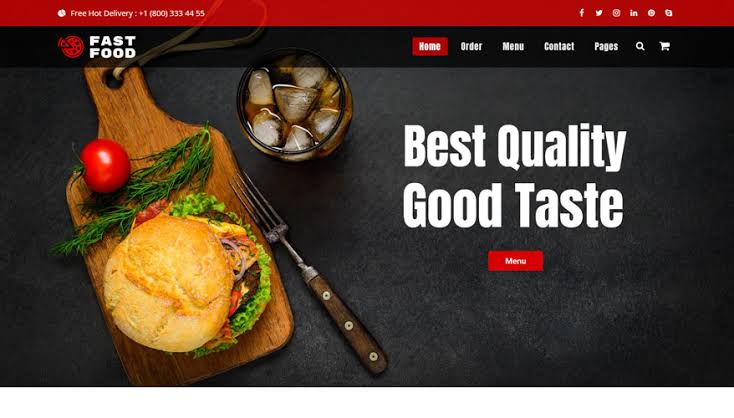 Free Hot Delivery : +1 (800) 333 44 55
FAST
FOOD
Home Order Menu Contact Pages
Best Quality
Good Taste
Menu